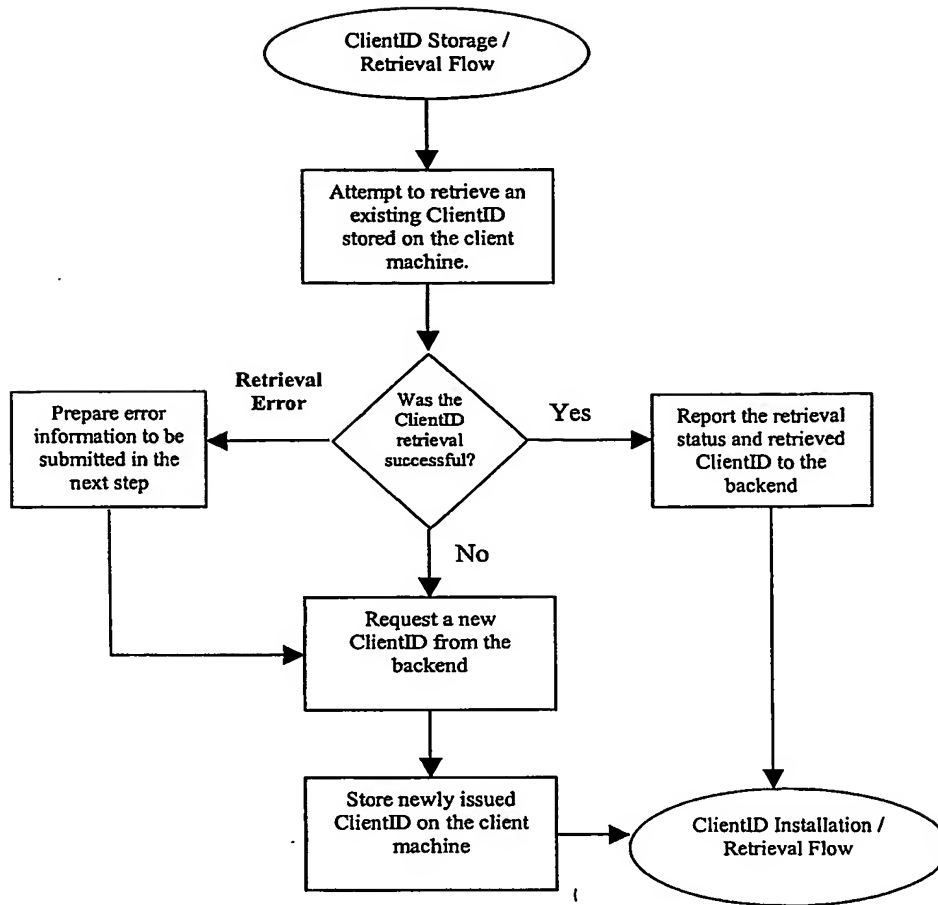 ClientID Storage /
Retrieval Flow
Attempt to retrieve an
existing ClientID
stored on the client
machine.
Retrieval
Error
Was the
ClientID
retrieval
successful?
Yes
Prepare error
information to be
submitted in the
next step
Report the retrieval
status and retrieved
ClientID to the
backend
No
Request a new
ClientID from the
backend
Store newly issued
ClientID on the client
machine
ClientID Installation /
Retrieval Flow